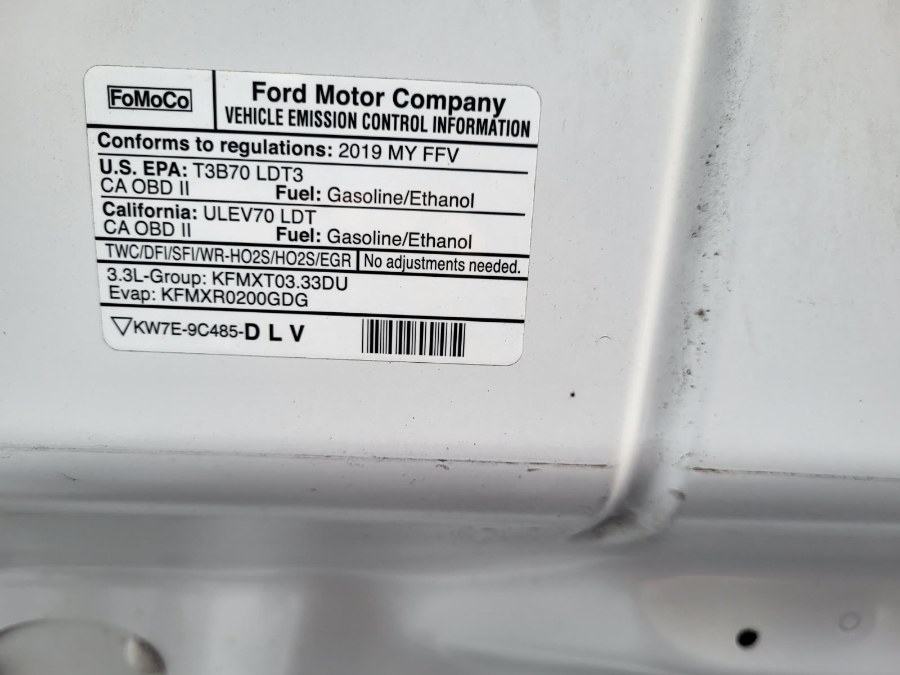 FoMoCo
Ford Motor Company
VEHICLE EMISSION CONTROL INFORMATION
Conforms to regulations: 2019 MY FFV
U.S. EPA: T3B70 LDT3
CA OBD II Fuel: Gasoline/Ethanol
California: ULEV70 LDT
CA OBD II Fuel: Gasoline/Ethanol
TWC/DFI/SFI/WR-HO2S/HO2S/EGR No adjustments needed.
3.3L-Group: KFMXT03.33DU
Evap: KFMXR0200GDG
KW7E-9C485-D L V